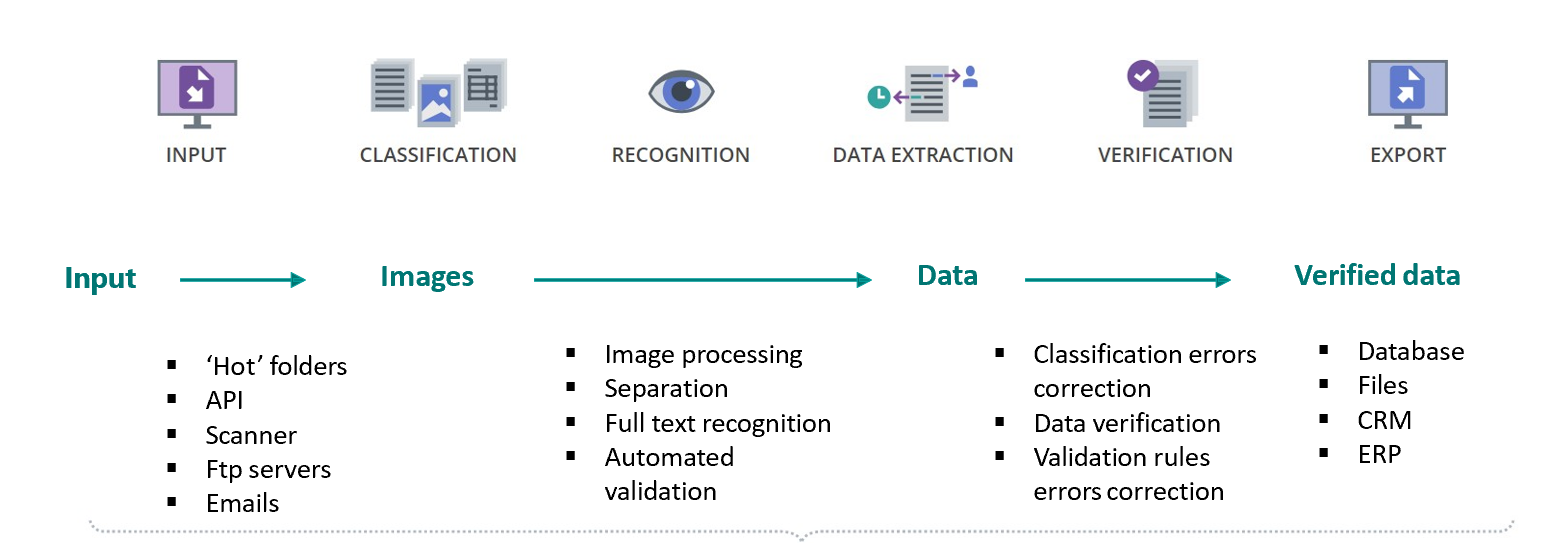 INPUT
CLASSIFICATION
RECOGNITION
DATA EXTRACTION
VERIFICATION
EXPORT
Input
Images
Data
Verified data
▪ ‘Hot’ folders
▪ API
▪ Scanner
▪ Ftp servers
▪ Emails
▪ Image processing
▪ Separation
▪ Full text recognition
▪ Automated
validation
▪ Classification errors
correction
▪ Data verification
▪ Validation rules
errors correction
▪ Database
▪ Files
▪ CRM
▪ ERP